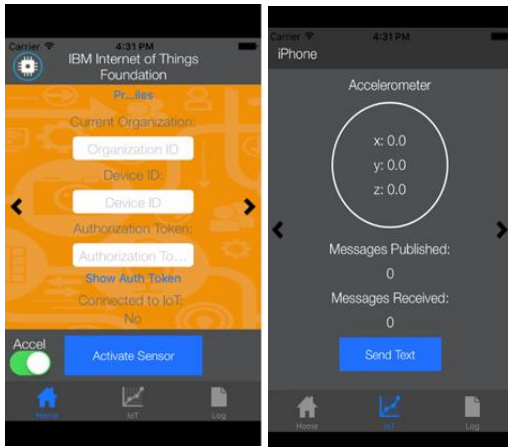 Carrier 4:31 PM
IBM Internet of Things
Foundation
Pr...iles
Current Organization:
Organization ID
Device ID:
Device ID
Authorization Token:
Authorization To...
Show Auth Token
Connected to IoT:
No
Accel
Activate Sensor
Home IoT Log
Carrier 4:31 PM
iPhone
Accelerometer
x: 0.0
y: 0.0
z: 0.0
Messages Published:
0
Messages Received:
0
Send Text
Home IoT Log